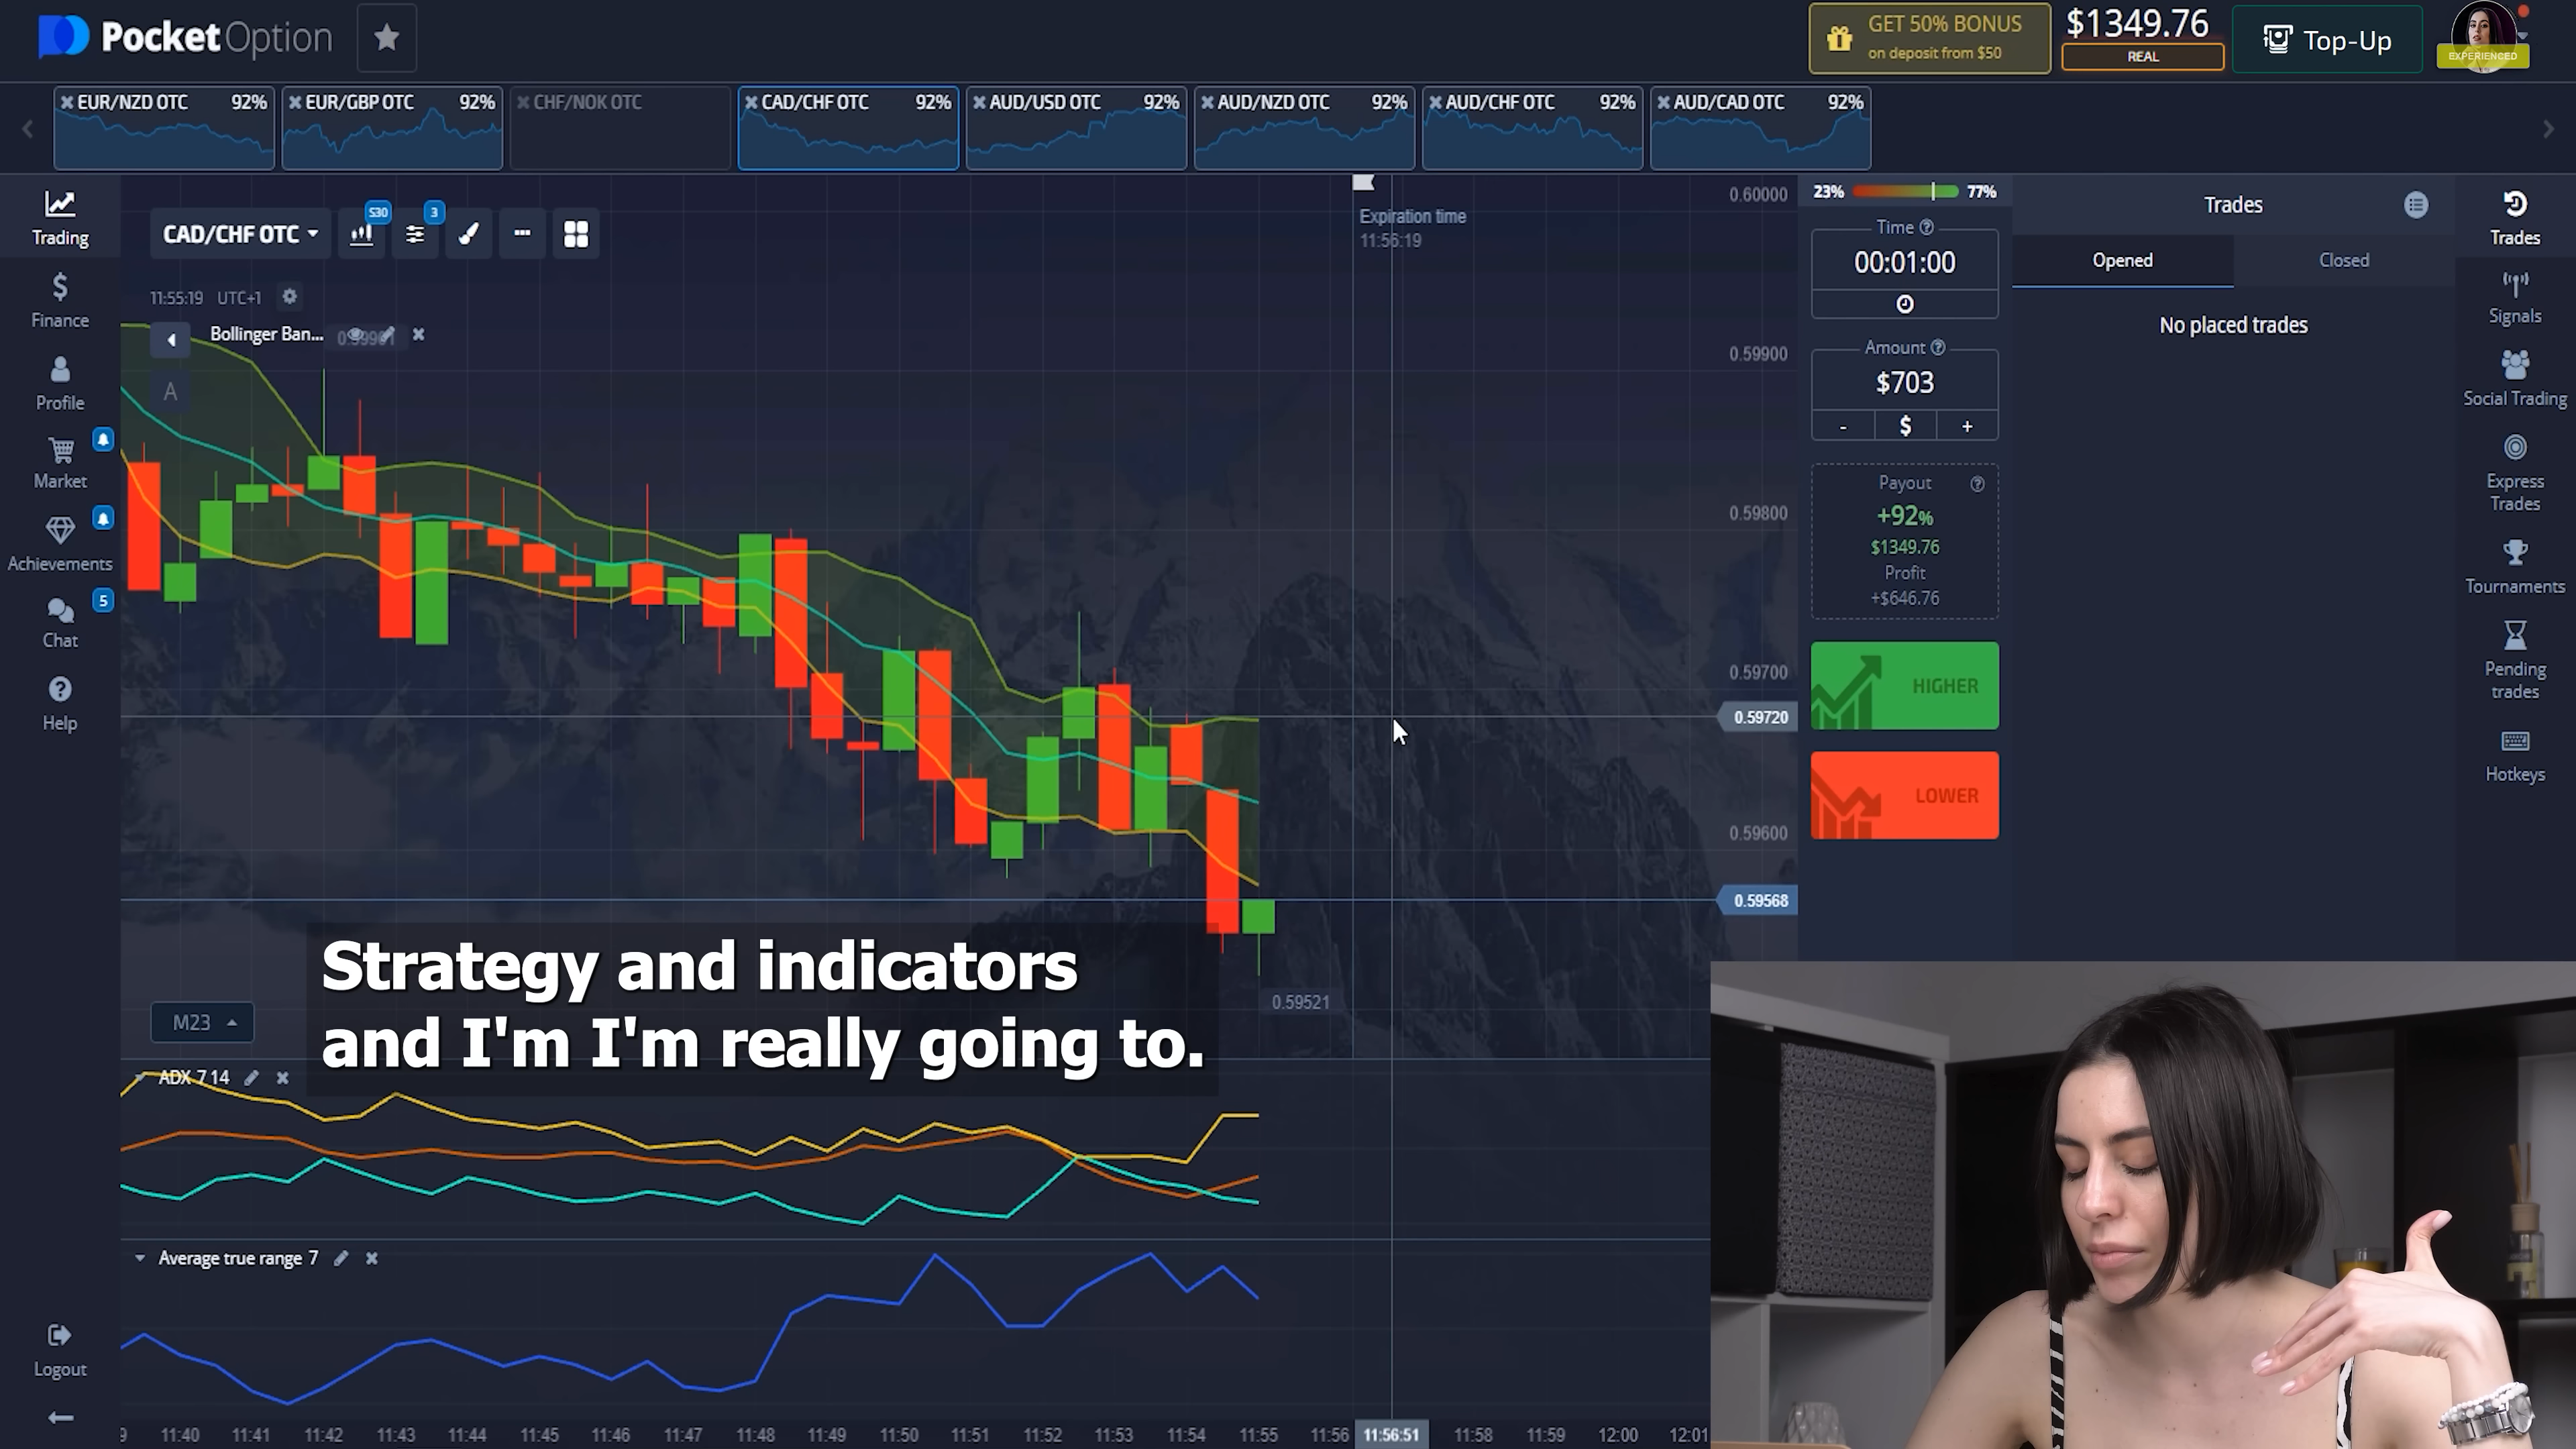 PocketOption
GET 50% BONUS
on deposit from $50
$1349.76
REAL
Top-Up
EXPERIENCED
EUR/NZD OTC 92%
EUR/GBP OTC 92%
CHF/NOK OTC
CAD/CHF OTC 92%
AUD/USD OTC 92%
AUD/NZD OTC 92%
AUD/CHF OTC 92%
AUD/CAD OTC 92%
Trading
Finance
Profile
Market
Achievements
5
Chat
Help
Logout
CAD/CHF OTC
S30
3
11:55:19 UTC+1
Bollinger Ban...
A
Expiration time
11:56:19
0.60000
0.59900
0.59800
0.59700
0.59720
0.59600
0.59568
0.59521
M23
Strategy and indicators
and I'm I'm really going to.
ADX 7 14
Average true range 7
9 11:40 11:41 11:42 11:43 11:44 11:45 11:46 11:47 11:48 11:49 11:50 11:51 11:52 11:53 11:54 11:55 11:56 11:56:51 11:58 11:59 12:00 12:01
23% 77%
Time
00:01:00
Amount
$703
- $ +
Payout
+92%
$1349.76
Profit
+$646.76
HIGHER
LOWER
Trades
Opened Closed
No placed trades
Trades
Signals
Social Trading
Express
Trades
Tournaments
Pending
trades
Hotkeys